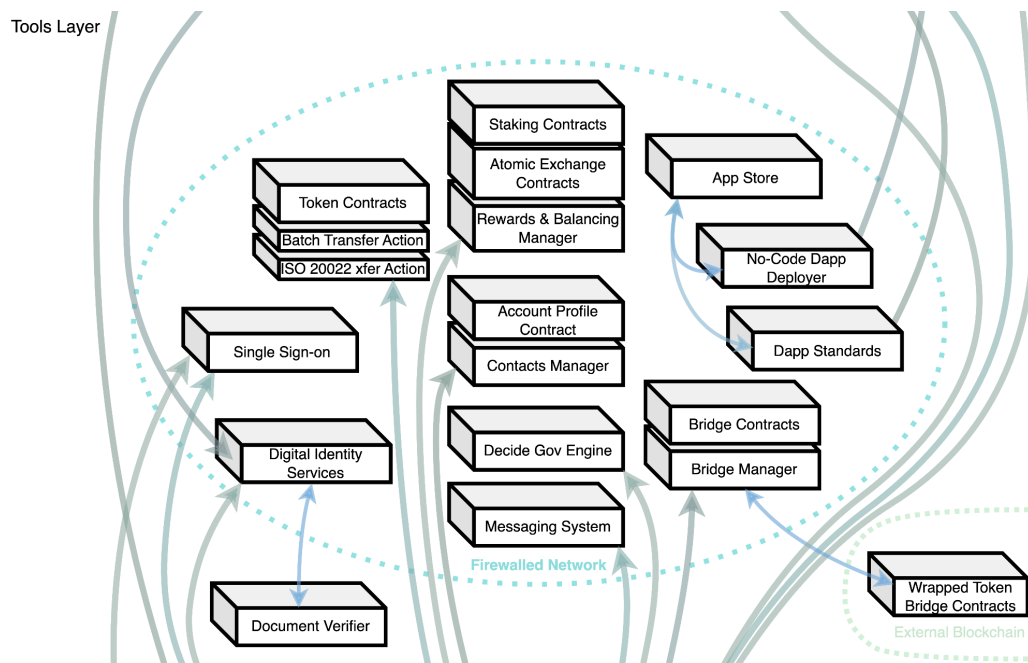 Tools Layer
Staking Contracts
Atomic Exchange
Contracts
Rewards & Balancing
Manager
Token Contracts
Batch Transfer Action
ISO 20022 xfer Action
App Store
No-Code Dapp
Deployer
Dapp Standards
Account Profile
Contract
Contacts Manager
Single Sign-on
Digital Identity
Services
Decide Gov Engine
Bridge Contracts
Bridge Manager
Messaging System
Firewalled Network
Document Verifier
Wrapped Token
Bridge Contracts
External Blockchain